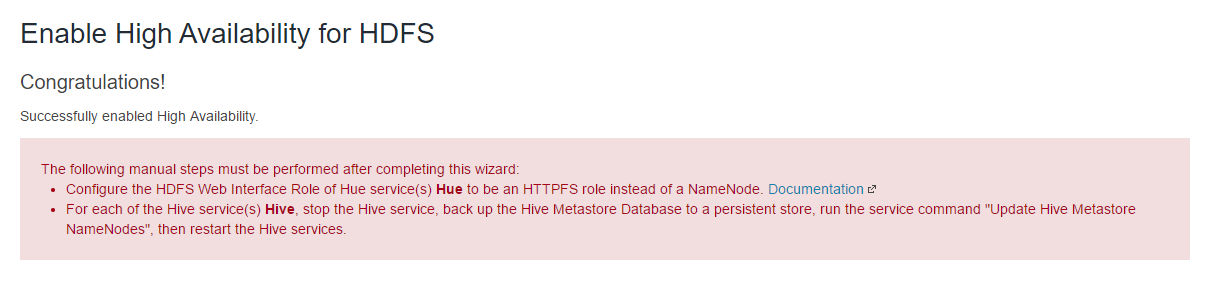 Enable High Availability for HDFS
Congratulations!
Successfully enabled High Availability.
The following manual steps must be performed after completing this wizard:
• Configure the HDFS Web Interface Role of Hue service(s) Hue to be an HTTPFS role instead of a NameNode. Documentation
• For each of the Hive service(s) Hive, stop the Hive service, back up the Hive Metastore Database to a persistent store, run the service command "Update Hive Metastore
NameNodes", then restart the Hive services.